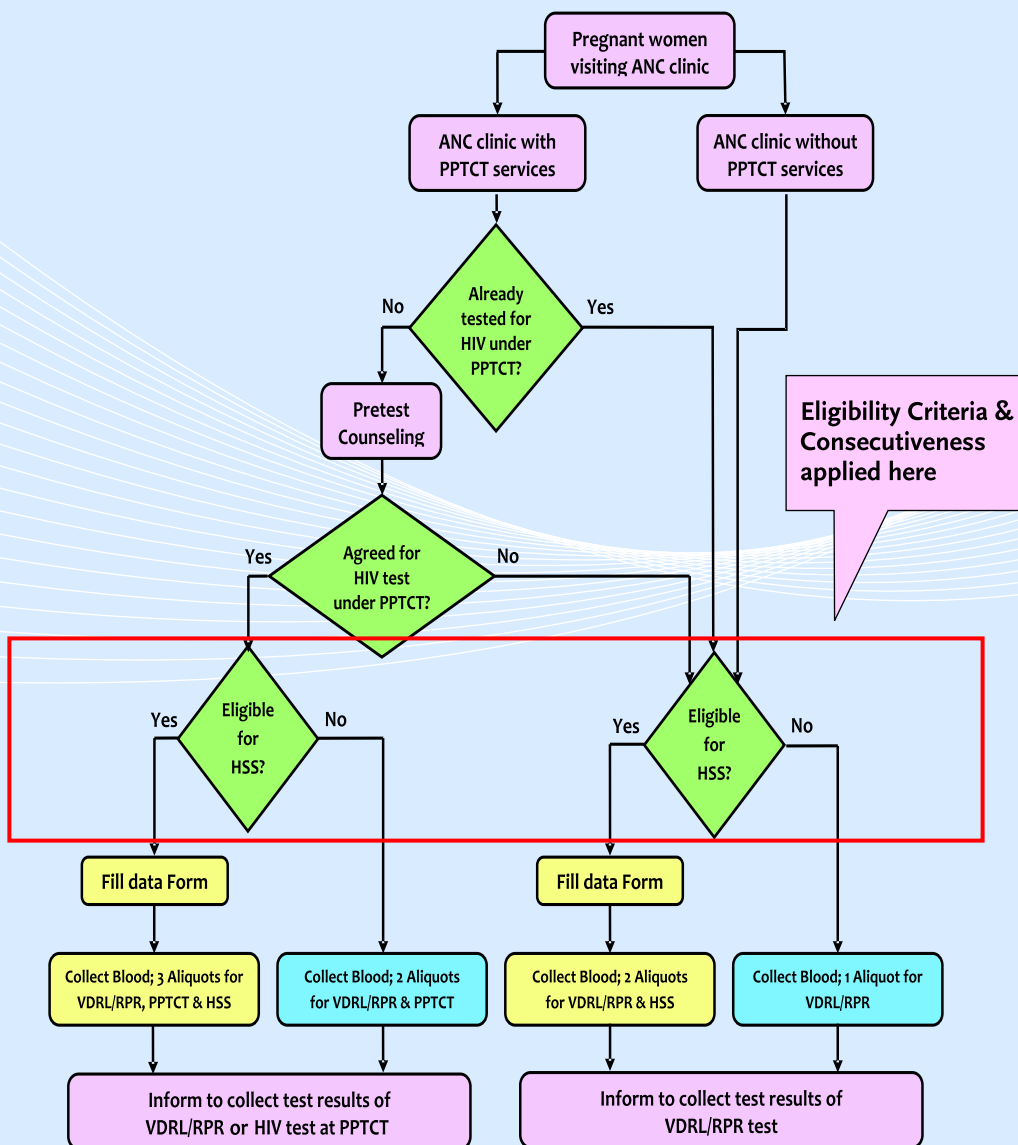 Pregnant women
visiting ANC clinic
ANC clinic with
PPTCT services
ANC clinic without
PPTCT services
Already
tested for
HIV under
PPTCT?
No
Yes
Pretest
Counseling
Eligibility Criteria &
Consecutiveness
applied here
Agreed for
HIV test
under PPTCT?
Yes
No
Eligible
for
HSS?
Yes
No
Eligible
for
HSS?
Yes
No
Fill data Form
Fill data Form
Collect Blood; 3 Aliquots for
VDRL/RPR, PPTCT & HSS
Collect Blood; 2 Aliquots
for VDRL/RPR & PPTCT
Collect Blood; 2 Aliquots
for VDRL/RPR & HSS
Collect Blood; 1 Aliquot for
VDRL/RPR
Inform to collect test results of
VDRL/RPR or HIV test at PPTCT
Inform to collect test results of
VDRL/RPR test